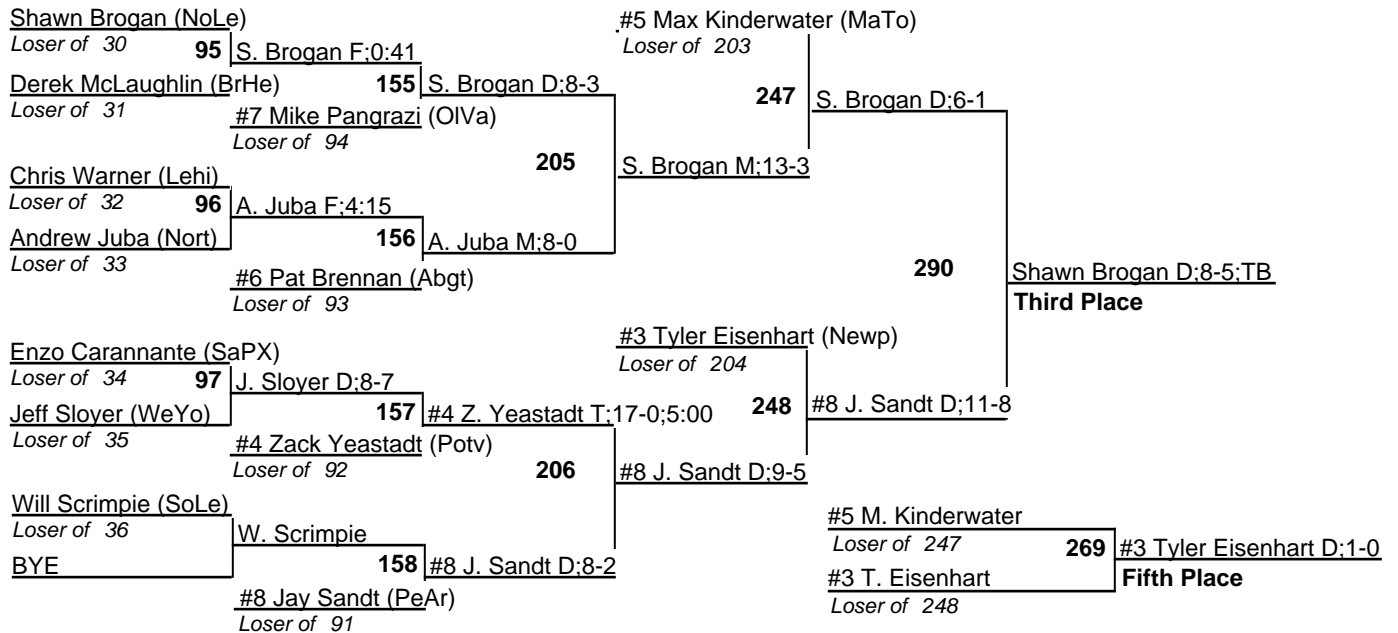 Shawn Brogan (NoLe)
Loser of 30
95
S. Brogan F;0:41
Derek McLaughlin (BrHe)
Loser of 31
155
S. Brogan D;8-3
#7 Mike Pangrazi (OlVa)
Loser of 94
205
S. Brogan M;13-3
Chris Warner (Lehi)
Loser of 32
96
A. Juba F;4:15
Andrew Juba (Nort)
Loser of 33
156
A. Juba M;8-0
#6 Pat Brennan (Abgt)
Loser of 93
#5 Max Kinderwater (MaTo)
Loser of 203
247
S. Brogan D;6-1
290
Shawn Brogan D;8-5;TB
Third Place
Enzo Carannante (SaPX)
Loser of 34
97
J. Sloyer D;8-7
Jeff Sloyer (WeYo)
Loser of 35
157
#4 Z. Yeastadt T;17-0;5:00
#4 Zack Yeastadt (Potv)
Loser of 92
206
#8 J. Sandt D;9-5
Will Scrimpie (SoLe)
Loser of 36
W. Scrimpie
BYE
158
#8 J. Sandt D;8-2
#8 Jay Sandt (PeAr)
Loser of 91
#3 Tyler Eisenhart (Newp)
Loser of 204
248
#8 J. Sandt D;11-8
#5 M. Kinderwater
Loser of 247
269
#3 Tyler Eisenhart D;1-0
#3 T. Eisenhart
Fifth Place
Loser of 248